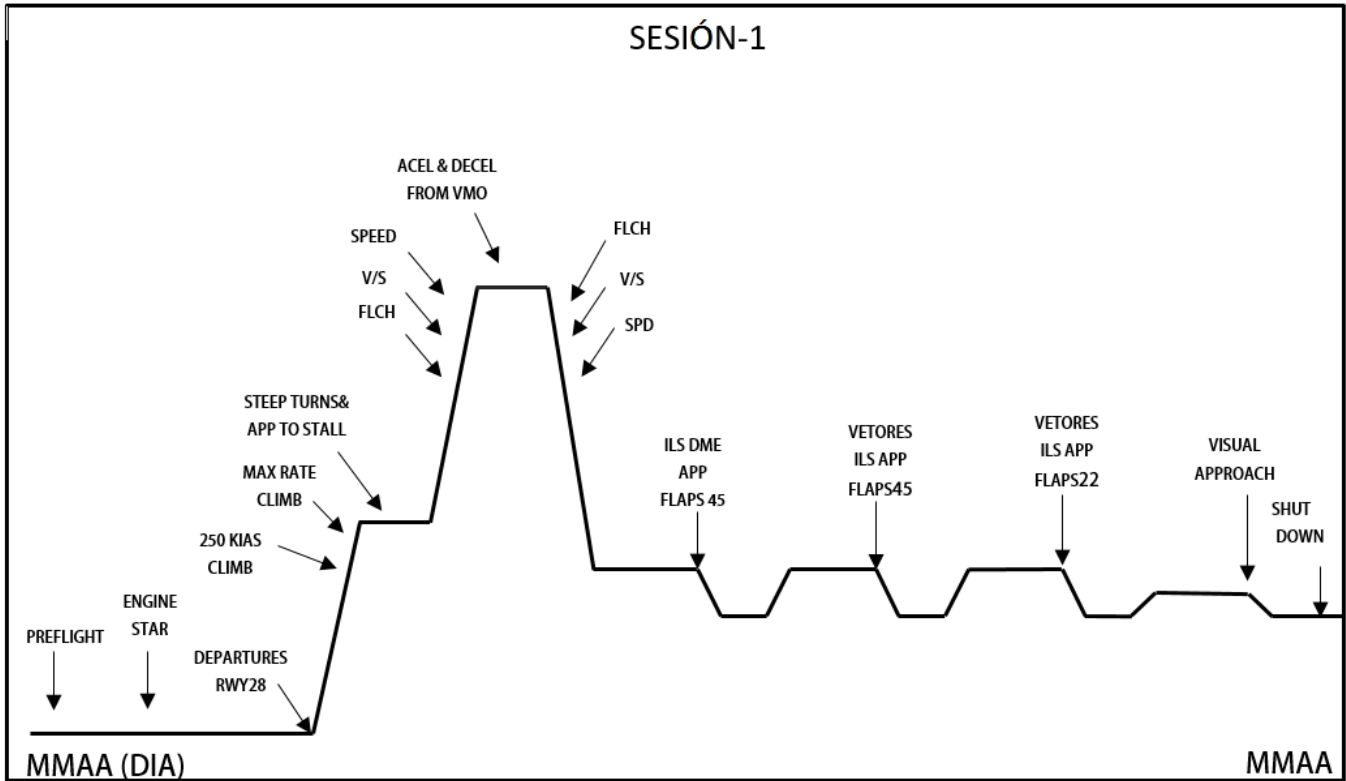 SESIÓN-1
ACEL & DECEL
FROM VMO
SPEED
V/S
FLCH
FLCH
V/S
SPD
STEEP TURNS&
APP TO STALL
MAX RATE
CLIMB
250 KIAS
CLIMB
ENGINE
STAR
PREFLIGHT
DEPARTURES
RWY28
ILS DME
APP
FLAPS 45
VETORES
ILS APP
FLAPS45
VETORES
ILS APP
FLAPS22
VISUAL
APPROACH
SHUT
DOWN
MMAA (DIA)
MMAA